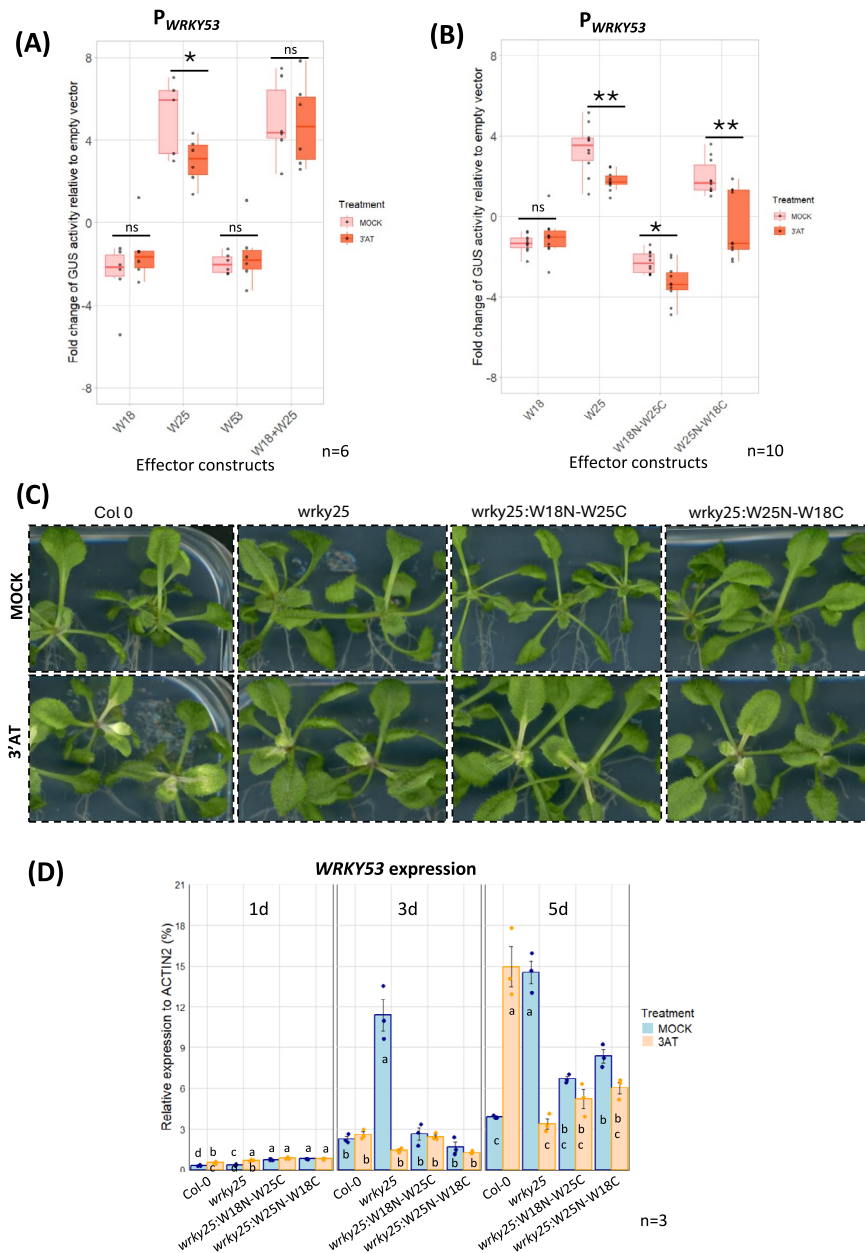 (A)
P WRKY53
Fold change of GUS activity relative to empty vector
8
4
0
-4
-8
ns
*
ns
ns
Treatment
MOCK
3'AT
W18
W25
W53
W18+W25
Effector constructs
n=6
(B)
P WRKY53
Fold change of GUS activity relative to empty vector
8
4
0
-4
-8
ns
**
*
**
Treatment
MOCK
3'AT
W18
W25
W18N-W25C
W25N-W18C
Effector constructs
n=10
(C)
Col 0
wrky25
wrky25:W18N-W25C
wrky25:W25N-W18C
MOCK
3'AT
(D)
WRKY53 expression
Relative expression to ACTIN2 (%)
21
18
15
12
9
6
3
0
1d
3d
5d
d b c a a a a a
c a
b b a b b b b b
c a a c b c b c b b c
Treatment
MOCK
3AT
Col-0
wrky25
wrky25:W18N-W25C
wrky25:W25N-W18C
Col-0
wrky25
wrky25:W18N-W25C
wrky25:W25N-W18C
Col-0
wrky25
wrky25:W18N-W25C
wrky25:W25N-W18C
n=3